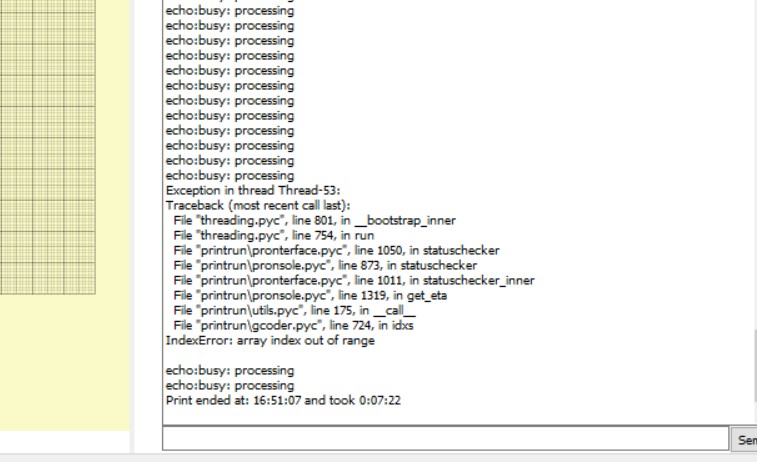 echo:busy: processing
echo:busy: processing
echo:busy: processing
echo:busy: processing
echo:busy: processing
echo:busy: processing
echo:busy: processing
echo:busy: processing
echo:busy: processing
echo:busy: processing
echo:busy: processing
echo:busy: processing
Exception in thread Thread-53:
Traceback (most recent call last):
File "threading.pyc", line 801, in __bootstrap_inner
File "threading.pyc", line 754, in run
File "printrun\pronterface.pyc", line 1050, in statuschecker
File "printrun\pronsole.pyc", line 873, in statuschecker
File "printrun\pronterface.pyc", line 1011, in statuschecker_inner
File "printrun\pronsole.pyc", line 1319, in get_eta
File "printrun\utils.pyc", line 175, in __call__
File "printrun\gcoder.pyc", line 724, in idxs
IndexError: array index out of range
echo:busy: processing
echo:busy: processing
Print ended at: 16:51:07 and took 0:07:22